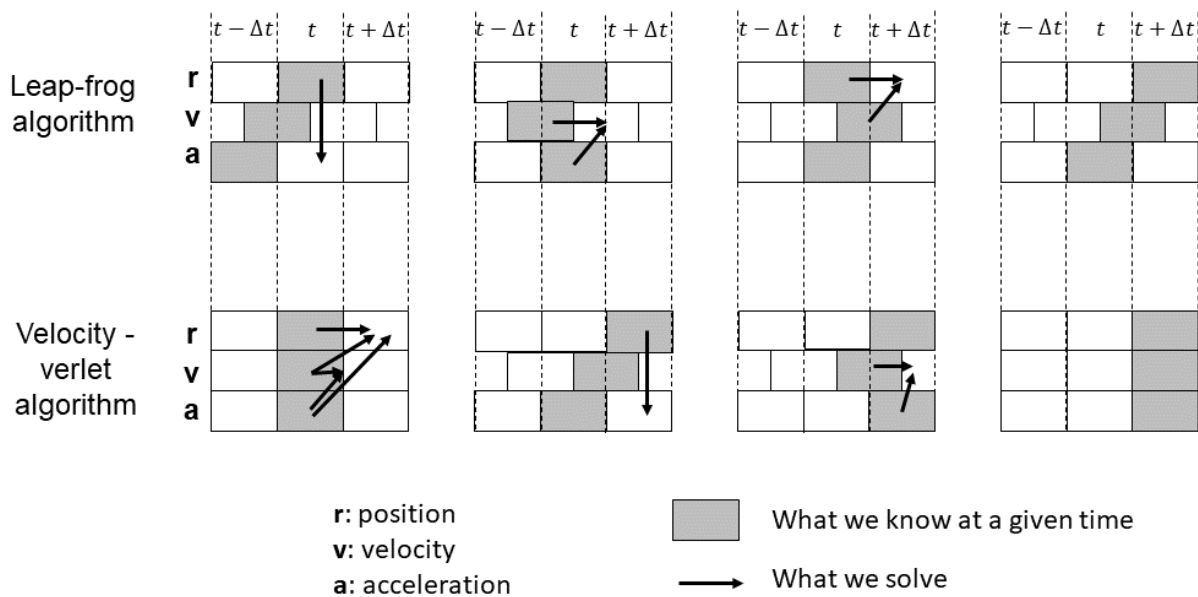 t − Δt t t + Δt t − Δt t t + Δt t − Δt t t + Δt t − Δt t t + Δt
Leap-frog
algorithm
r
v
a
Velocity -
verlet
algorithm
r
v
a
r: position
v: velocity
a: acceleration
What we know at a given time
What we solve